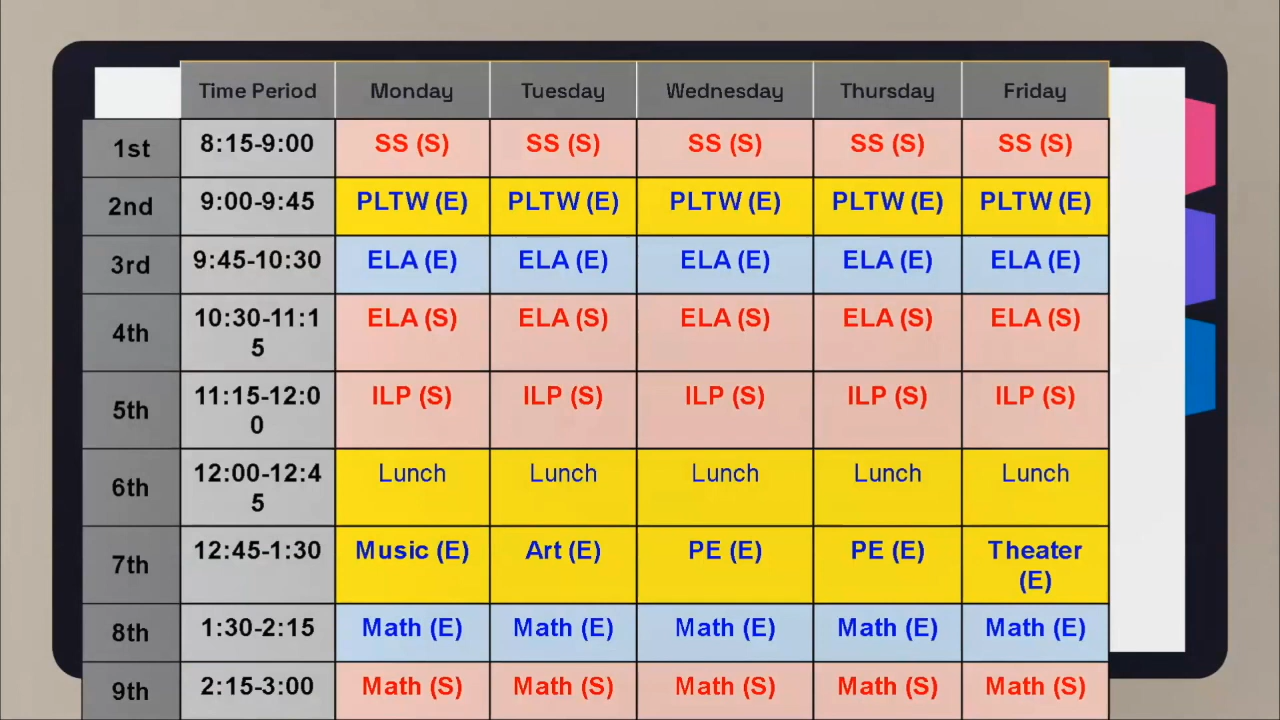 Time Period Monday Tuesday Wednesday Thursday Friday
1st 8:15-9:00 SS (S) SS (S) SS (S) SS (S) SS (S)
2nd 9:00-9:45 PLTW (E) PLTW (E) PLTW (E) PLTW (E) PLTW (E)
3rd 9:45-10:30 ELA (E) ELA (E) ELA (E) ELA (E) ELA (E)
4th 10:30-11:1 ELA (S) ELA (S) ELA (S) ELA (S) ELA (S)
5
5th 11:15-12:0 ILP (S) ILP (S) ILP (S) ILP (S) ILP (S)
0
6th 12:00-12:4 Lunch Lunch Lunch Lunch Lunch
5
7th 12:45-1:30 Music (E) Art (E) PE (E) PE (E) Theater
(E)
8th 1:30-2:15 Math (E) Math (E) Math (E) Math (E) Math (E)
9th 2:15-3:00 Math (S) Math (S) Math (S) Math (S) Math (S)